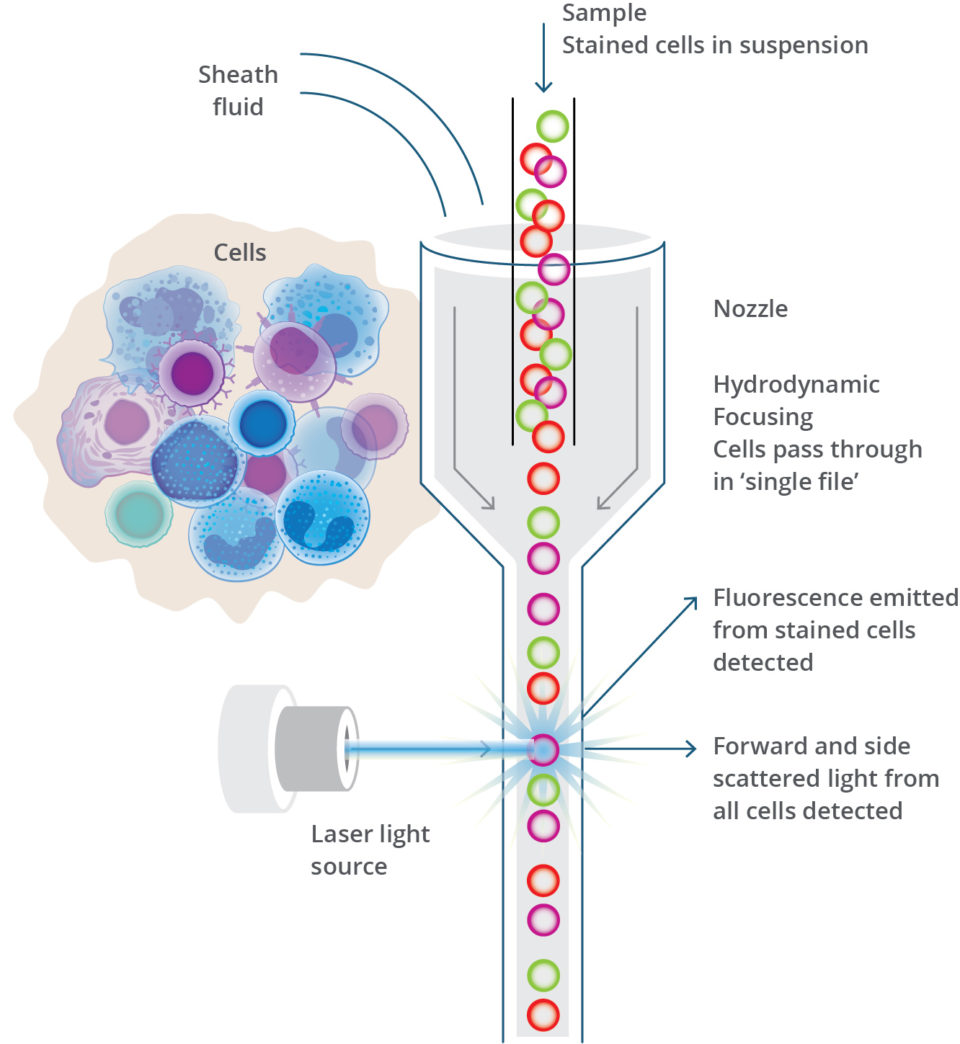 Sample
Stained cells in suspension
Sheath
fluid
Cells
Nozzle
Hydrodynamic
Focusing
Cells pass through
in ‘single file’
Fluorescence emitted
from stained cells
detected
Forward and side
scattered light from
all cells detected
Laser light
source